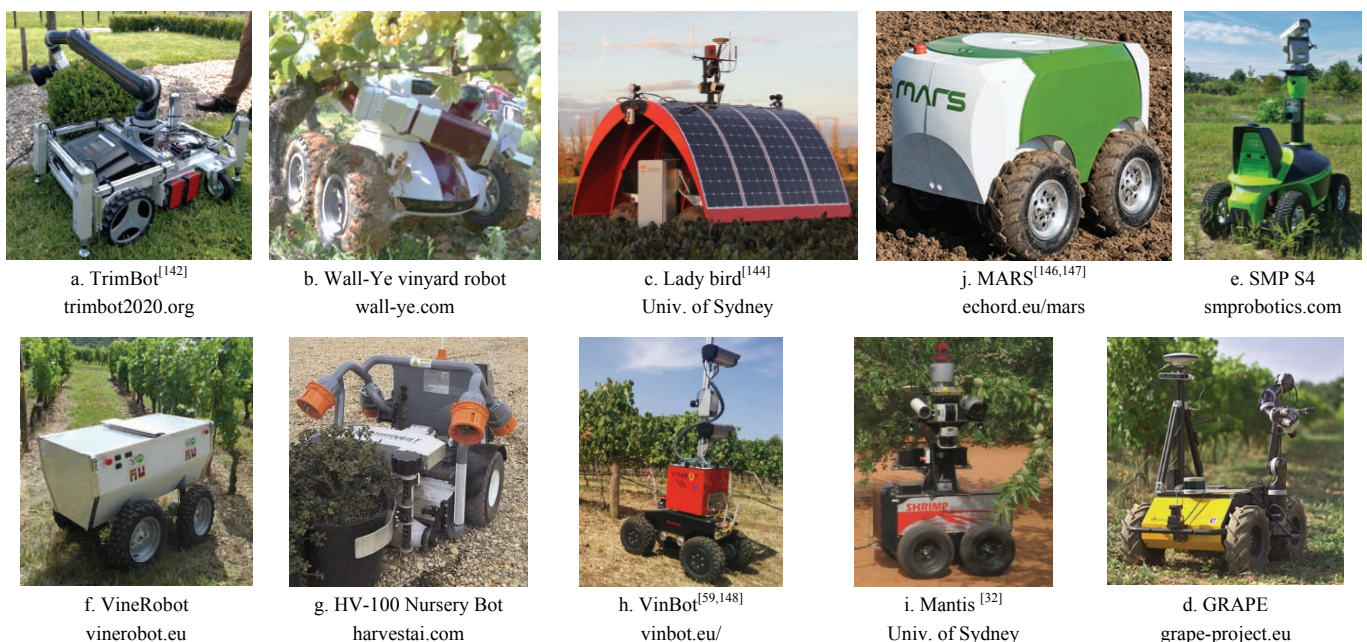 MARS
a. TrimBot[142]
trimbot2020.org
b. Wall-Ye vinyard robot
wall-ye.com
c. Lady bird[144]
Univ. of Sydney
j. MARS[146,147]
echord.eu/mars
e. SMP S4
smprobotics.com
VINBOT
SHRIMP
f. VineRobot
vinerobot.eu
g. HV-100 Nursery Bot
harvestai.com
h. VinBot[59,148]
vinbot.eu/
i. Mantis [32]
Univ. of Sydney
d. GRAPE
grape-project.eu